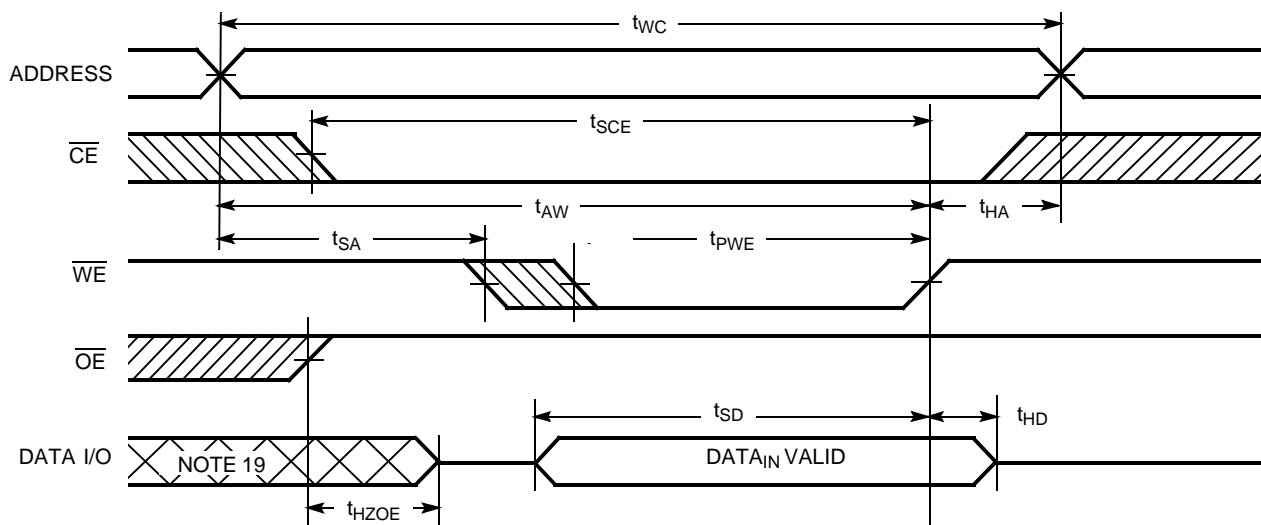 tWC
ADDRESS
tSCE
CE
tAW
tHA
tSA
tPWE
WE
OE
tSD
tHD
DATA I/O
NOTE 19
DATAIN VALID
tHZOE